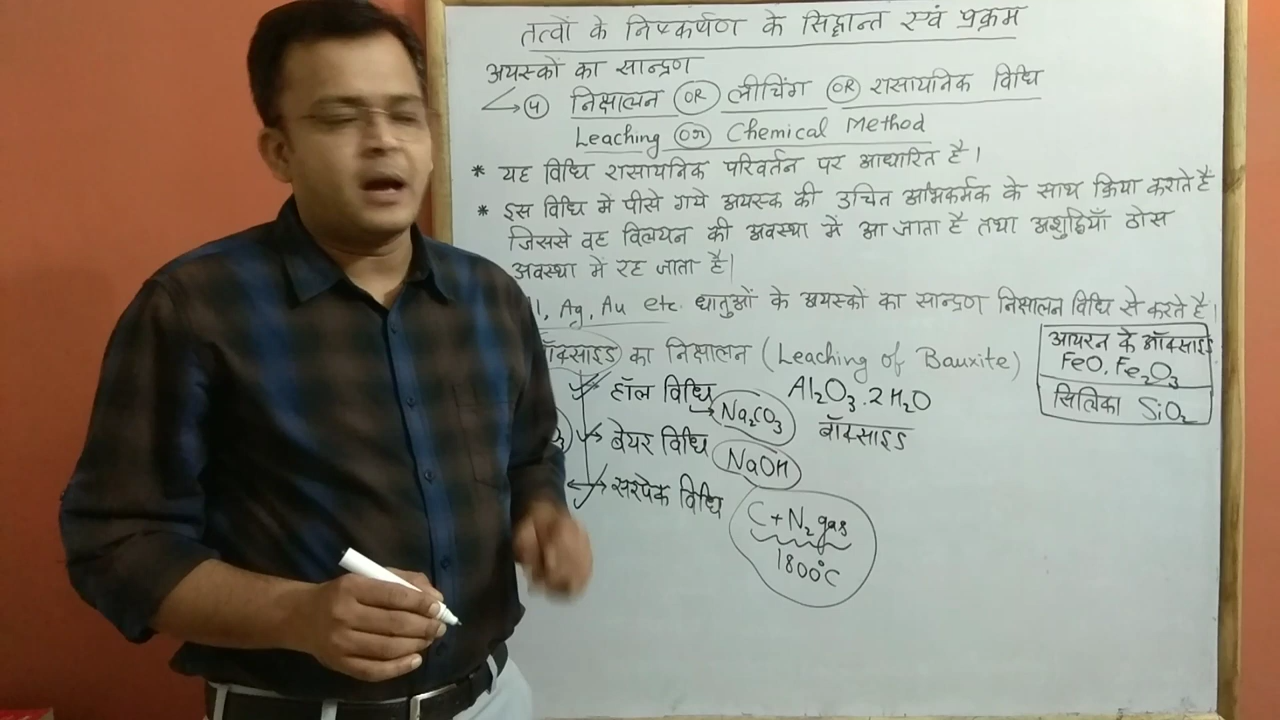 तत्वों के निष्कर्षण के सिद्धान्त एवं प्रक्रम
अयस्कों का सान्द्रण
(4) निक्षालन OR लीचिंग OR रासायनिक विधि
Leaching OR Chemical Method
* यह विधि रासायनिक परिवर्तन पर आधारित है।
* इस विधि में पीसे गये अयस्क की उचित अभिकर्मक के साथ क्रिया कराते है
जिससे वह विलयन की अवस्था में आ जाता है तथा अशुद्धियाँ ठोस
अवस्था में रह जाता है।
Ag, Au etc. धातुओं के अयस्कों का सान्द्रण निक्षालन विधि से करते है।
बॉक्साइड का निक्षालन (Leaching of Bauxite)
आयरन के ऑक्साइड
FeO, Fe₂O₃
सिलिका SiO₂
हॉल विधि Na₂CO₃
Al₂O₃.2H₂O
बॉक्साइड
बेयर विधि NaOH
सरपेक विधि C+N₂ gas
1800°C